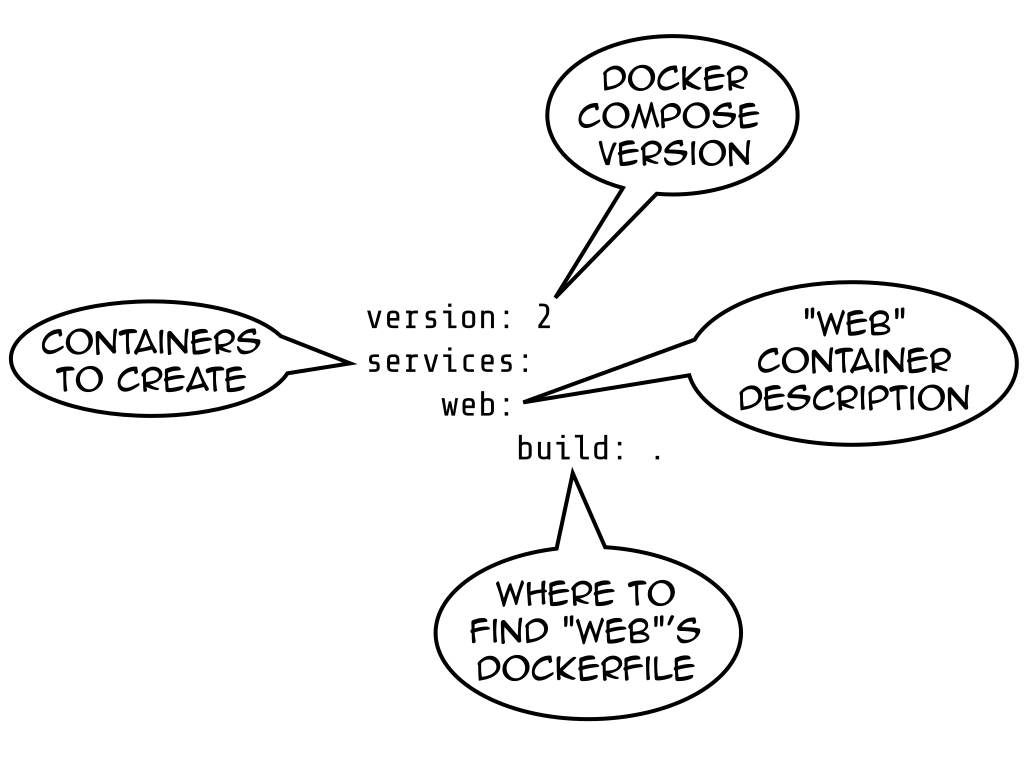 DOCKER
COMPOSE
VERSION
version: 2
CONTAINERS
TO CREATE
services:
"WEB"
CONTAINER
DESCRIPTION
web:
build: .
WHERE TO
FIND "WEB"'S
DOCKERFILE